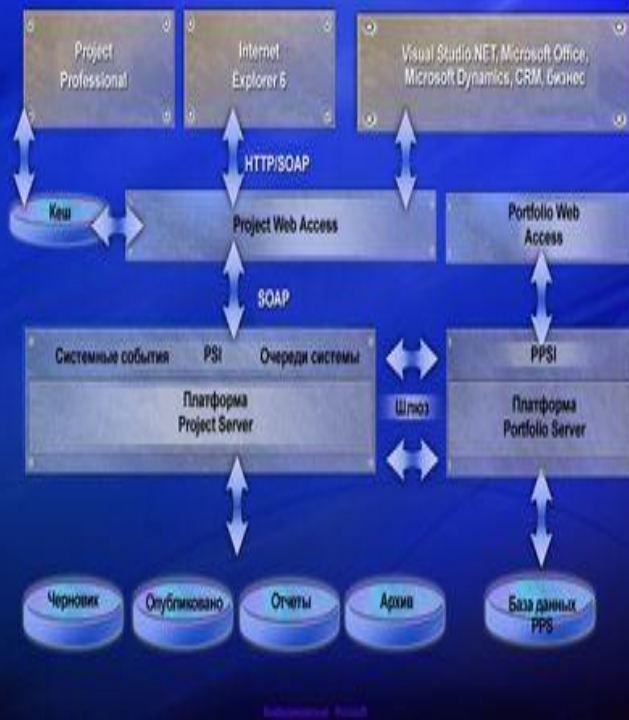 Project
Professional
Internet
Explorer 6
Visual Studio.NET, Microsoft Office,
Microsoft Dynamics, CRM, бизнес
HTTP/SOAP
Кеш
Project Web Access
Portfolio Web
Access
SOAP
Системные события PSI Очереди системы
PPSI
Платформа
Project Server
Шлюз
Платформа
Portfolio Server
Черновик
Опубликовано
Отчеты
Архив
База данных
PPS